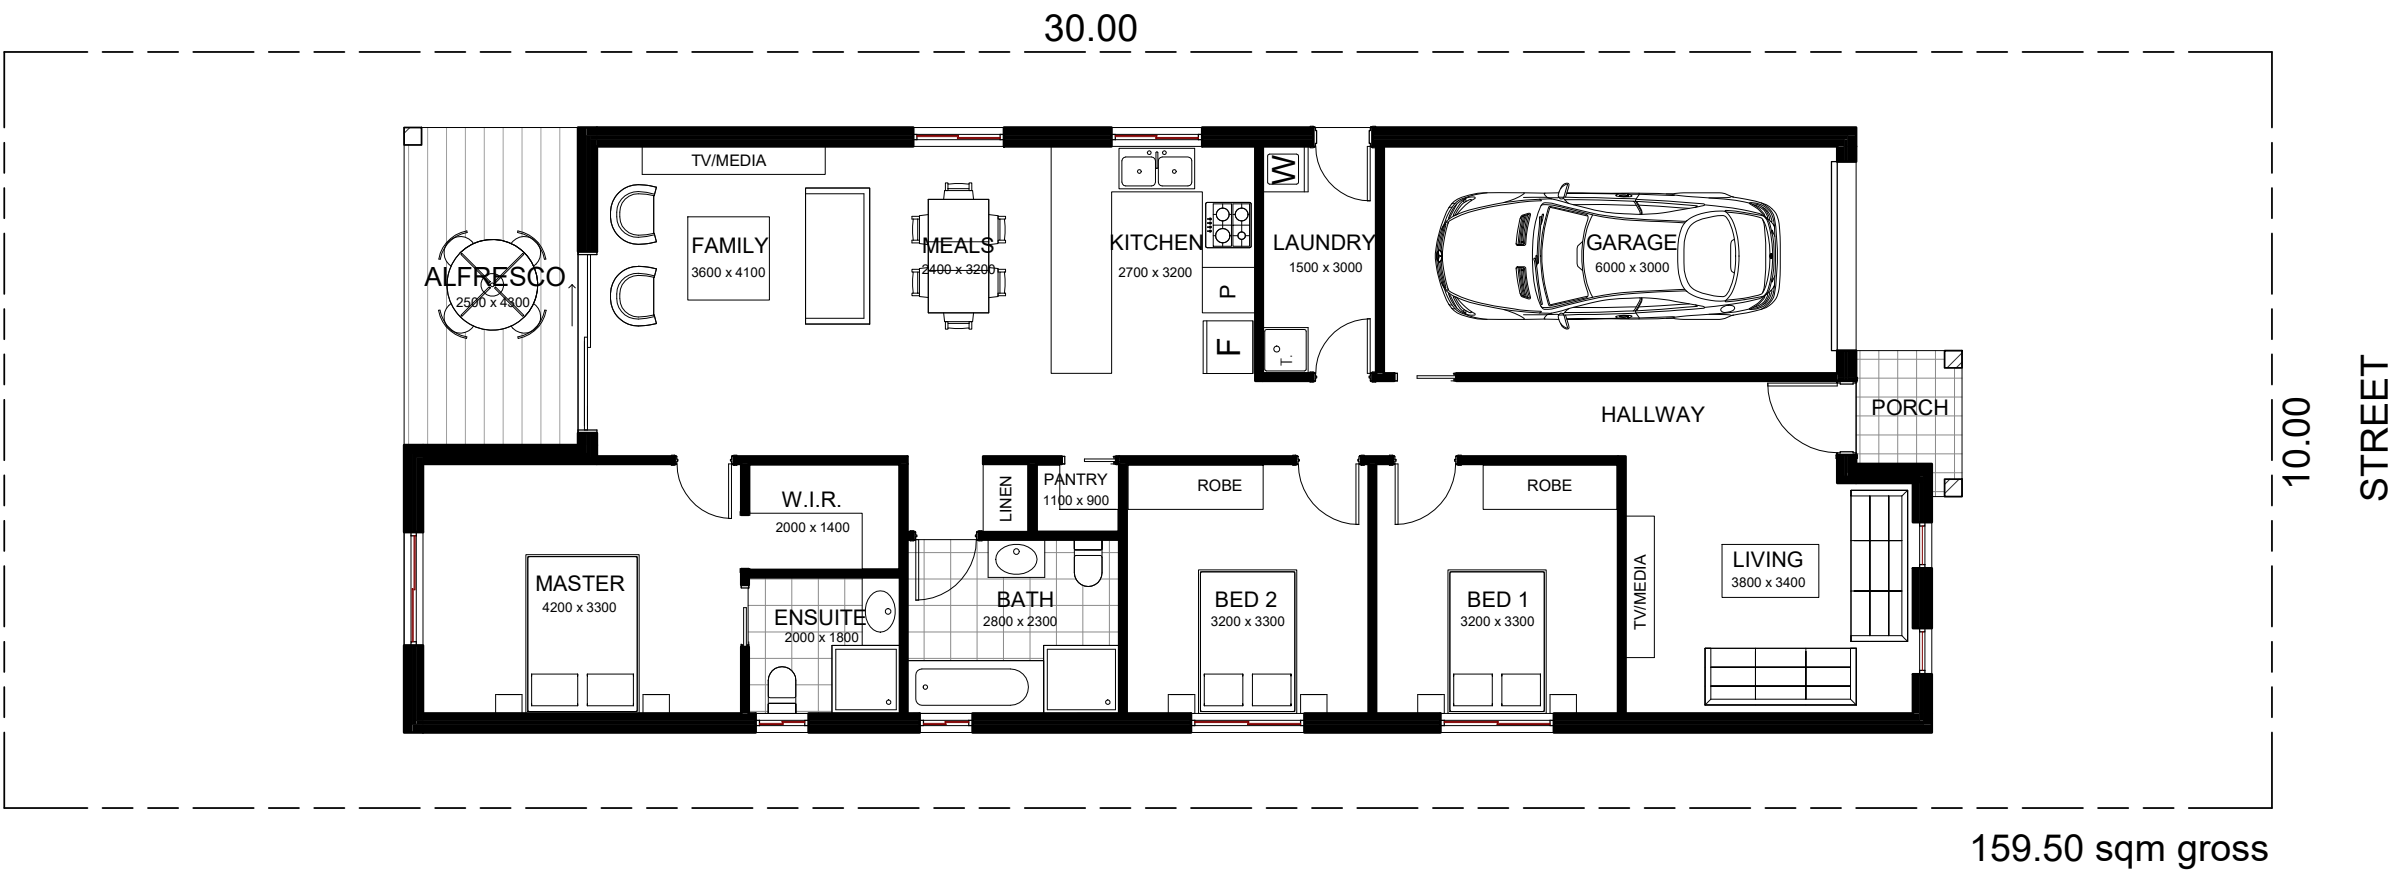 30.00
TV/MEDIA
W
FAMILY
3600 x 4100
MEALS
2400 x 3200
KITCHEN
2700 x 3200
LAUNDRY
1500 x 3000
GARAGE
6000 x 3000
ALFRESCO
2500 x 4300
P
F
T.
HALLWAY
PORCH
10.00
STREET
W.I.R.
2000 x 1400
LINEN
PANTRY
1100 x 900
ROBE
ROBE
MASTER
4200 x 3300
ENSUITE
2000 x 1800
BATH
2800 x 2300
BED 2
3200 x 3300
BED 1
3200 x 3300
TV/MEDIA
LIVING
3800 x 3400
159.50 sqm gross